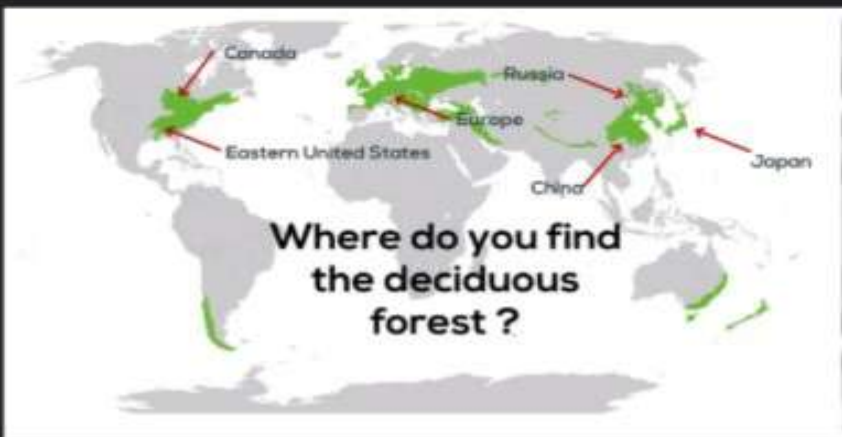 Canada
Russia
Europe
Eastern United States
Japan
China
Where do you find
the deciduous
forest ?